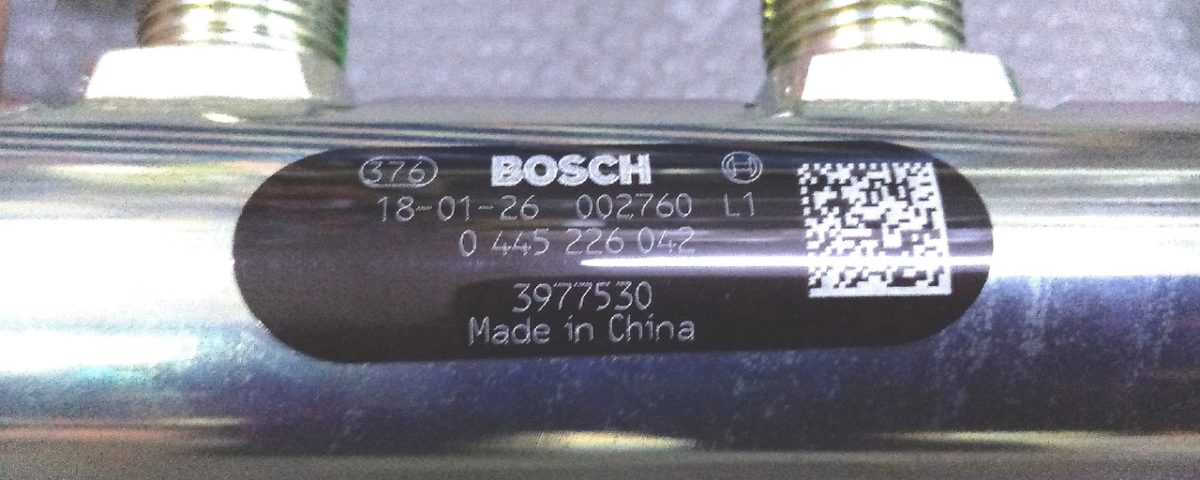 376 BOSCH
18-01-26 002760 L1
0 445 226 042
3977530
Made in China